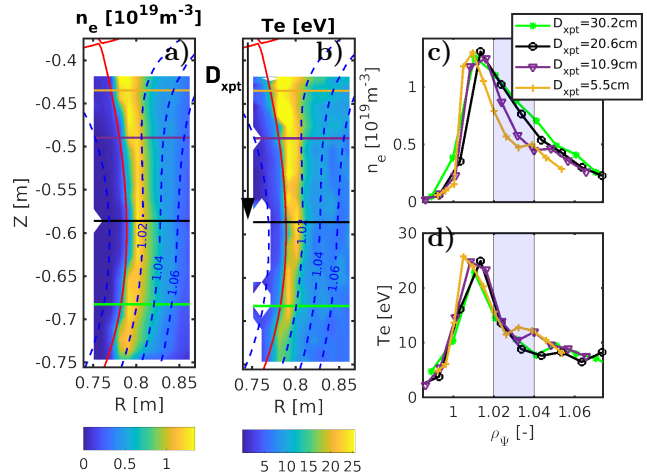 n_e [10^19 m^-3]
a)
-0.4
-0.45
-0.5
-0.55
-0.6
-0.65
-0.7
-0.75
Z [m]
1.02
1.04
1.06
0.74
0.8
0.86
R [m]
0
0.5
1
Te [eV]
b)
D_xpt
1.02
1.04
1.06
0.74
0.8
0.86
R [m]
5
10
15
20
25
D_xpt=30.2cm
D_xpt=20.6cm
D_xpt=10.9cm
D_xpt=5.5cm
c)
n_e [10^19 m^-3]
1
0.5
0
d)
Te [eV]
30
20
10
0
1
1.02
1.04
1.06
ρ_Ψ [-]